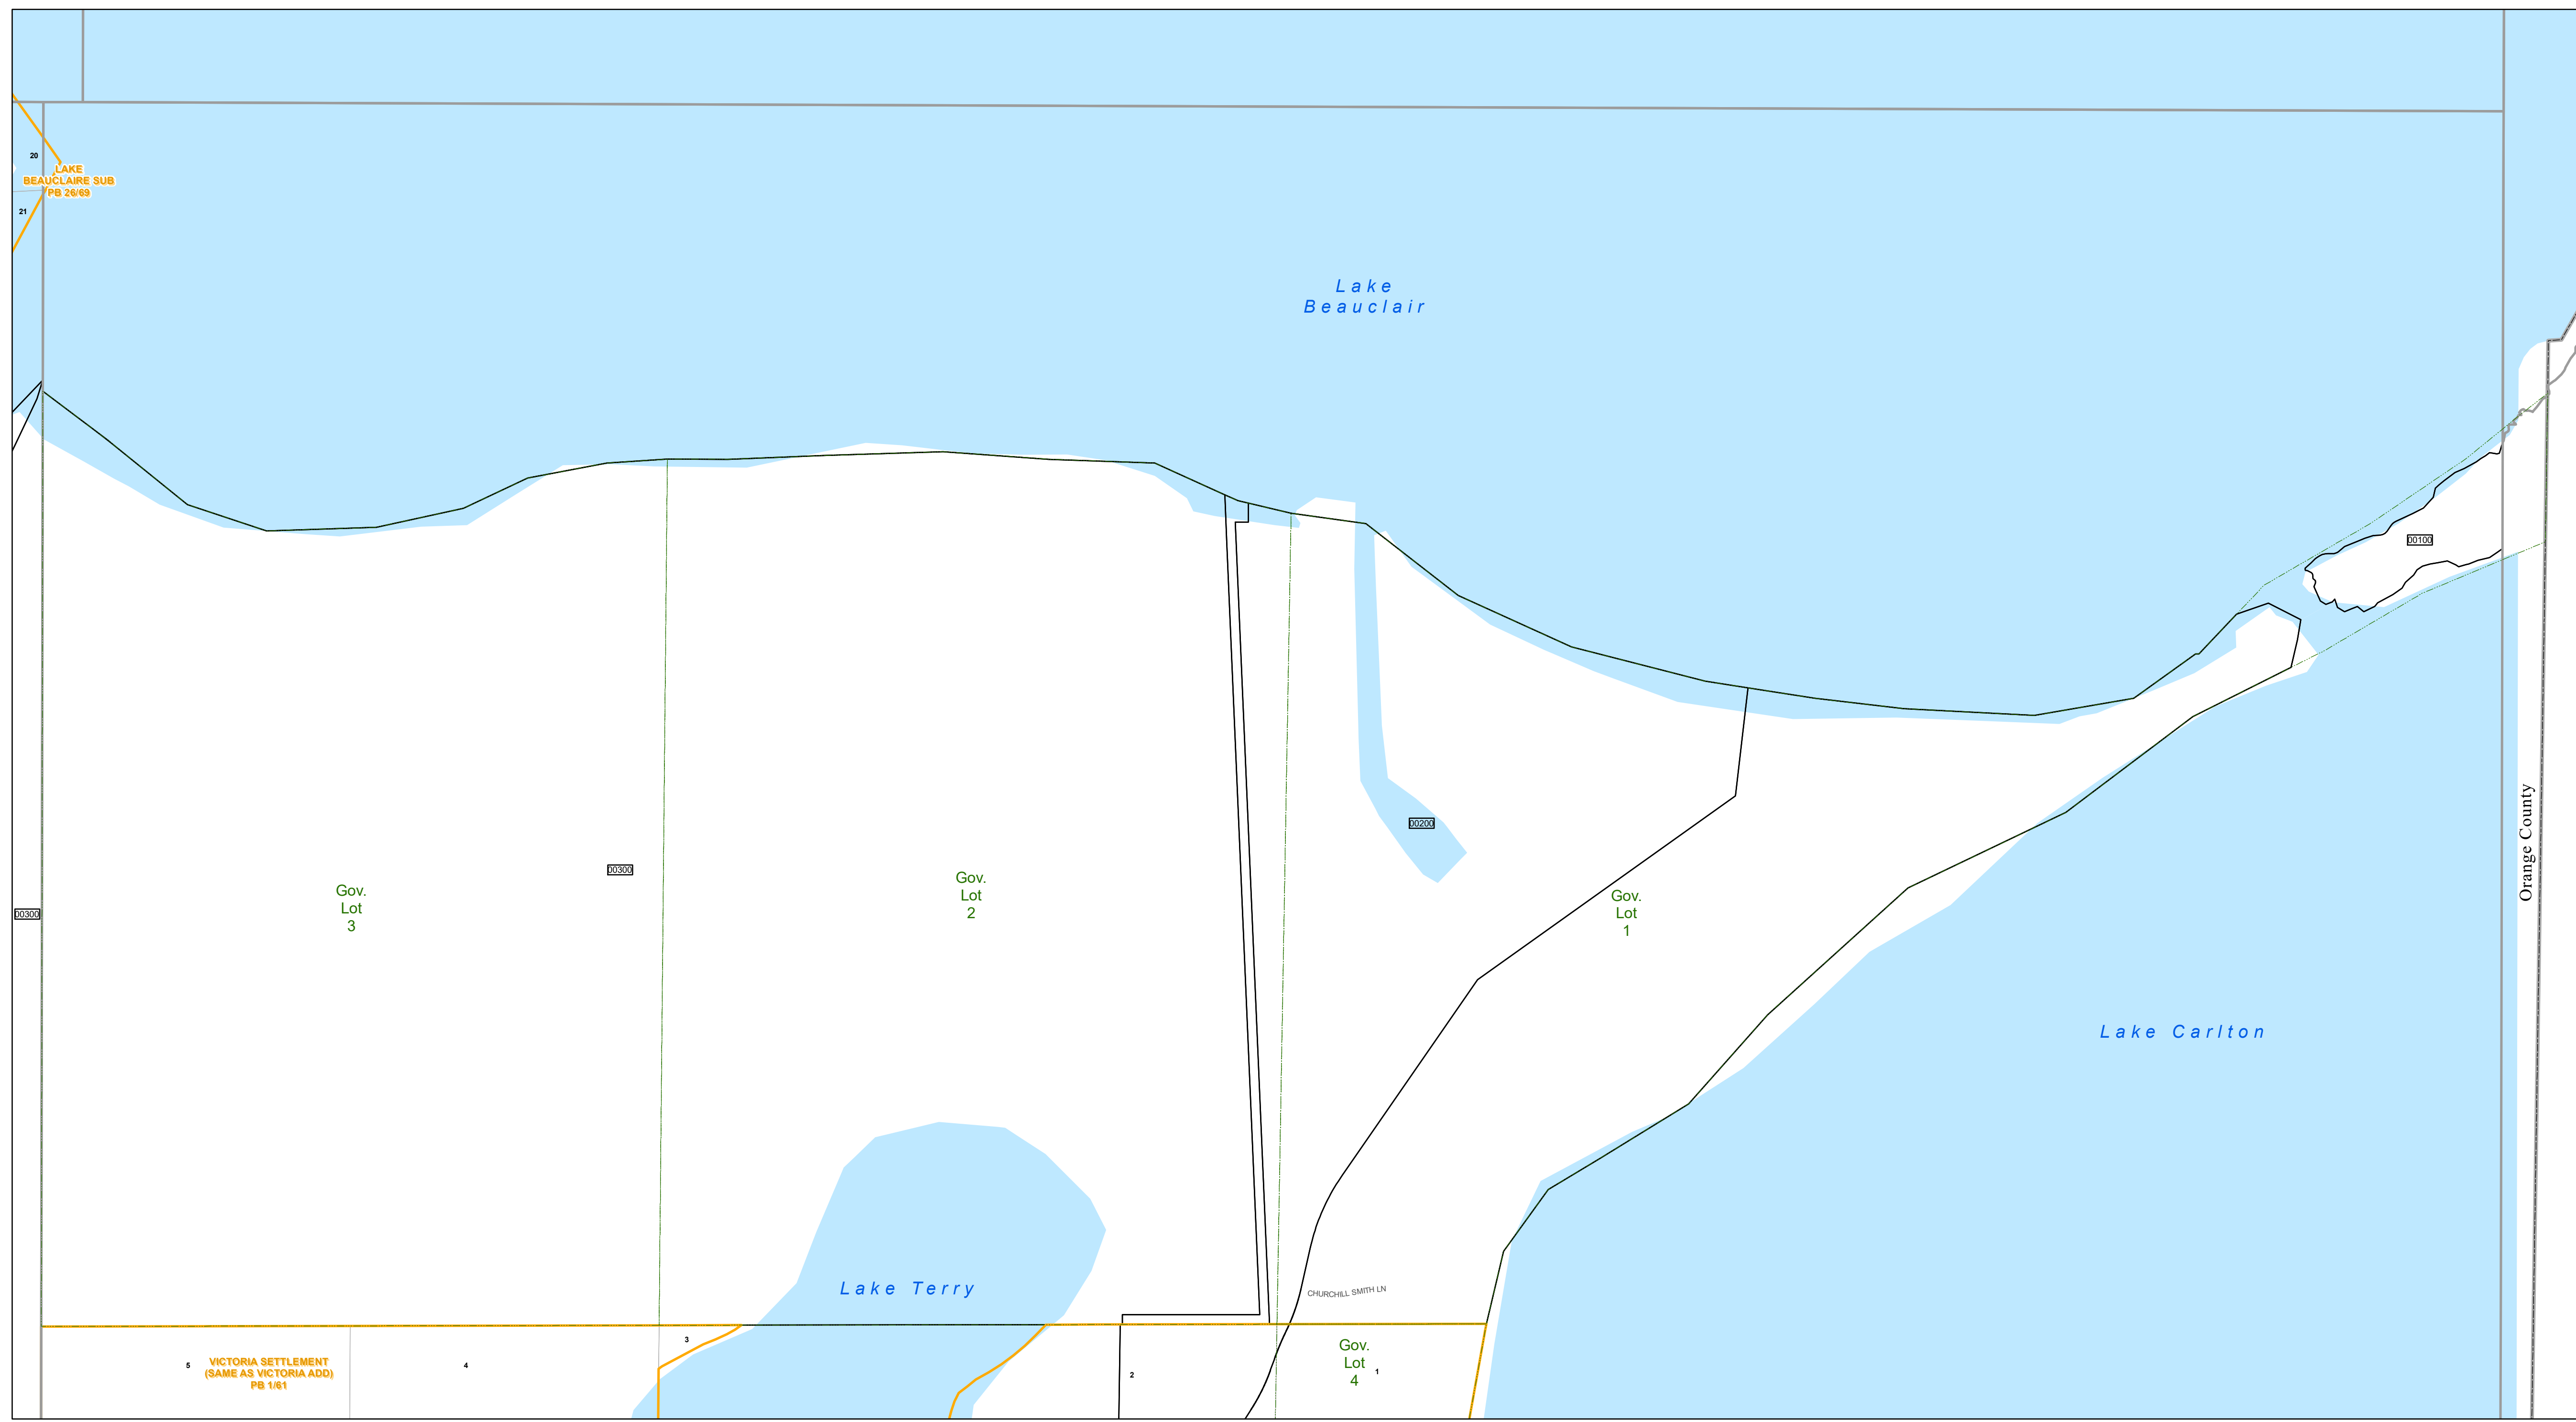 20
LAKE
BEAUCLAIRE SUB
PB 26/69
21
Lake
Beauclair
00100
00200
Orange County
00300
Gov.
Lot
3
00300
Gov.
Lot
2
Gov.
Lot
1
Lake Carlton
Lake Terry
CHURCHILL SMITH LN
3
5
VICTORIA SETTLEMENT
(SAME AS VICTORIA ADD)
PB 1/61
4
2
Gov.
Lot
4
1